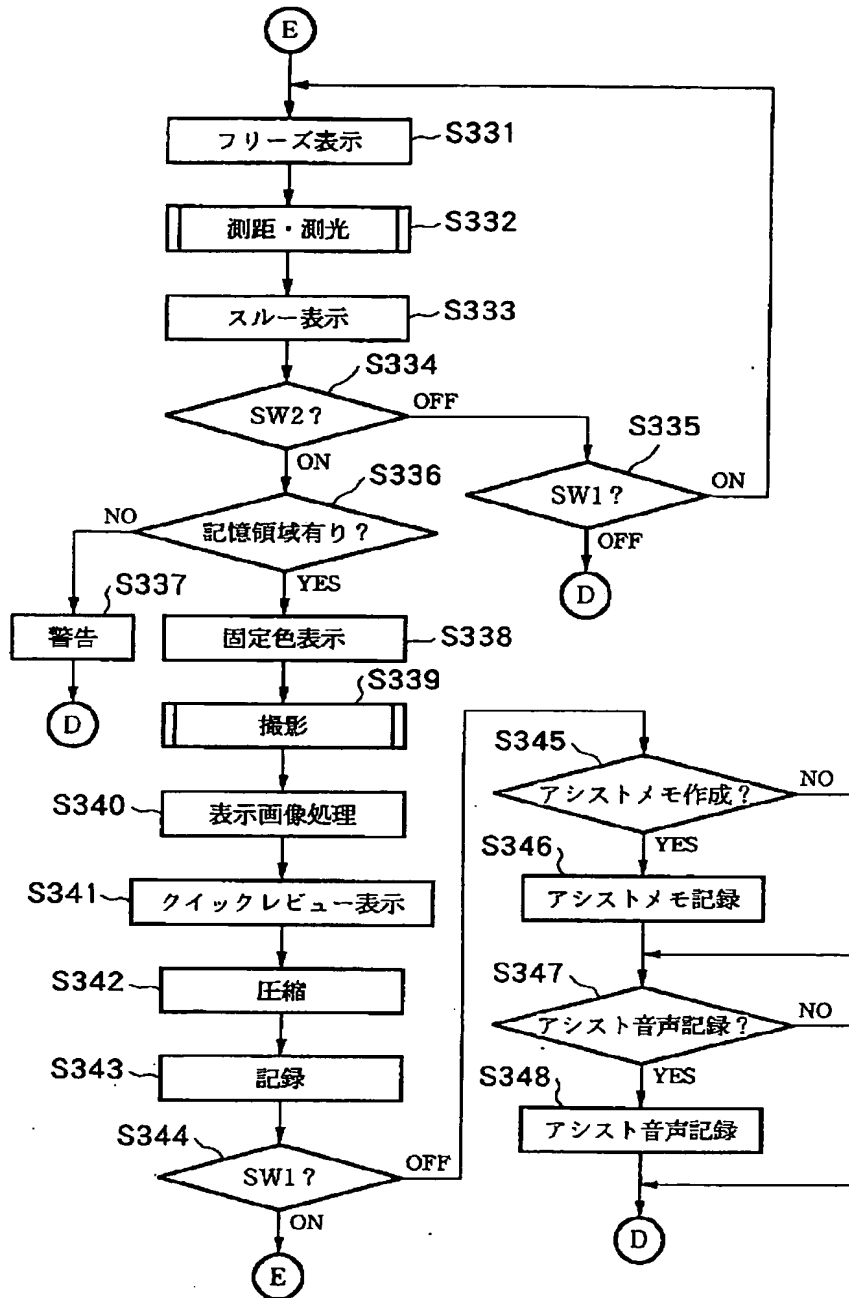 E
フリーズ表示
S331
測距・測光
S332
スルー表示
S333
S334
SW2?
OFF
ON
S335
SW1?
ON
OFF
D
S336
NO
記憶領域有り?
YES
S337
警告
D
固定色表示
S338
S339
撮影
S340
表示画像処理
S341
クイックレビュー表示
S342
圧縮
S343
記録
S344
SW1?
OFF
ON
E
S345
アシストメモ作成?
NO
YES
S346
アシストメモ記録
S347
アシスト音声記録?
NO
YES
S348
アシスト音声記録
D